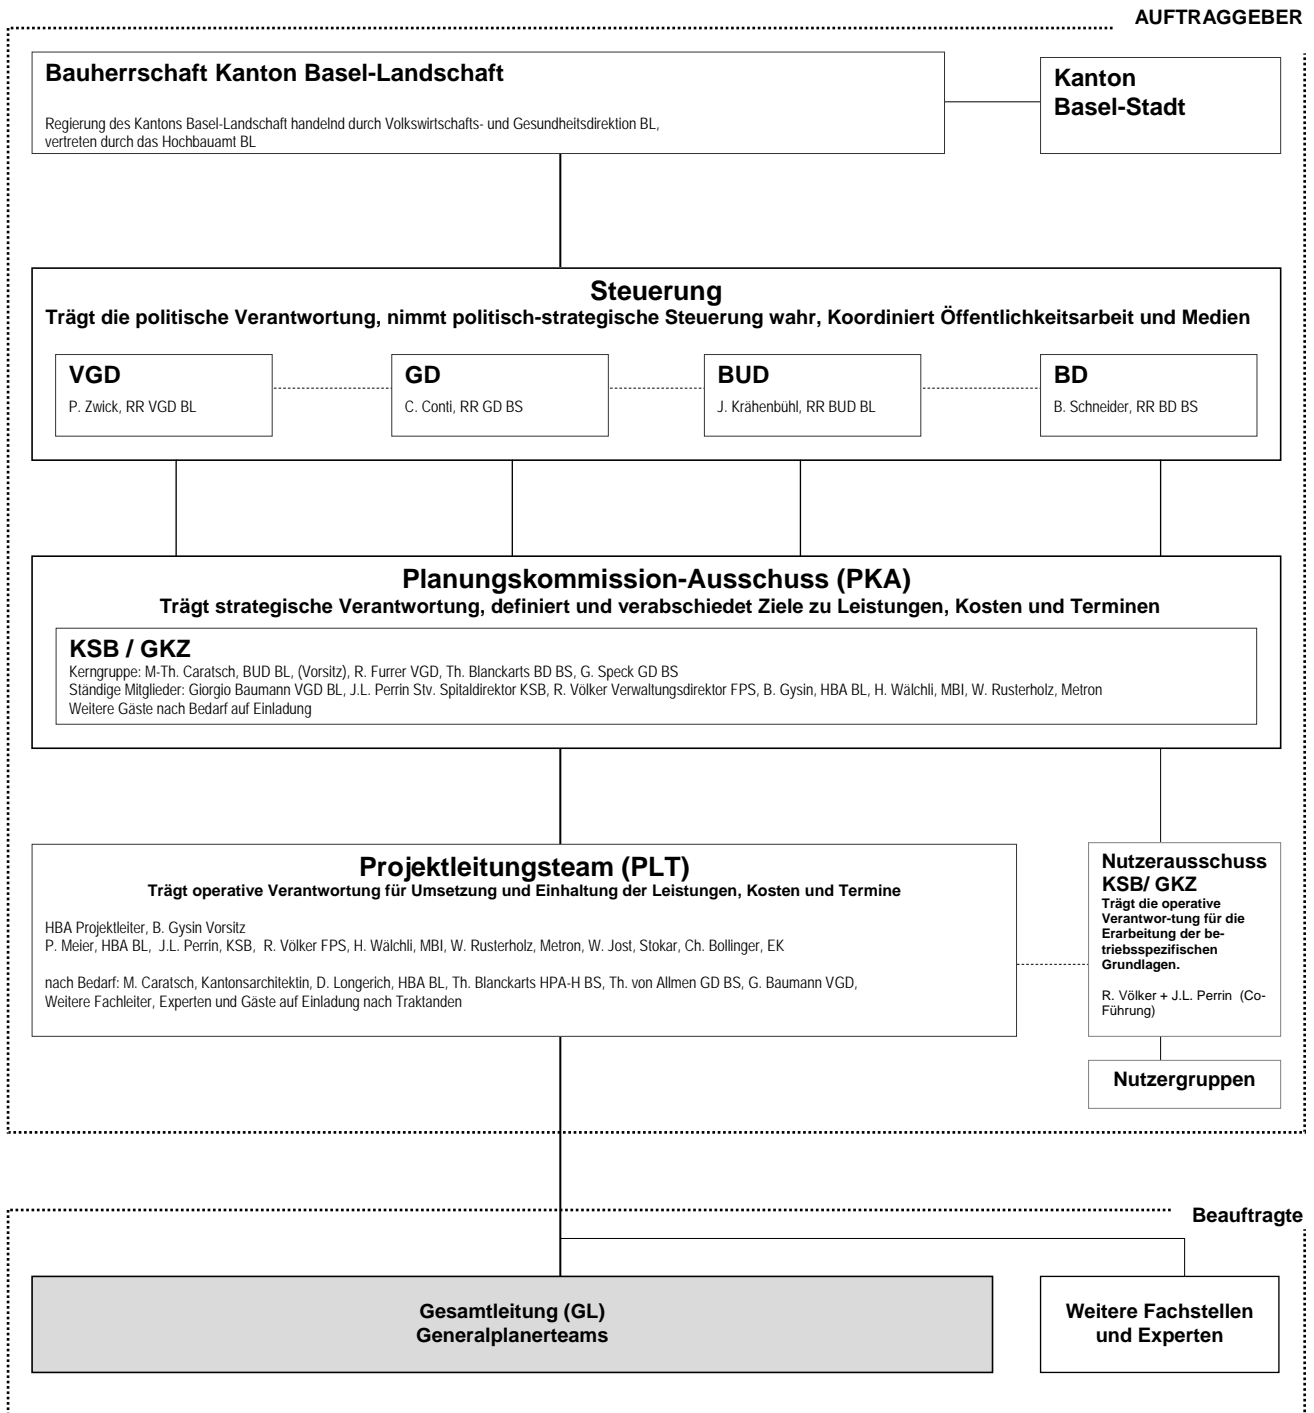 AUFTRAGGEBER
Bauherrschaft Kanton Basel-Landschaft
Regierung des Kantons Basel-Landschaft handelnd durch Volkswirtschafts- und Gesundheitsdirektion BL,
vertreten durch das Hochbauamt BL
Kanton
Basel-Stadt
Steuerung
Trägt die politische Verantwortung, nimmt politisch-strategische Steuerung wahr, Koordiniert Öffentlichkeitsarbeit und Medien
VGD
P. Zwick, RR VGD BL
GD
C. Conti, RR GD BS
BUD
J. Krähenbühl, RR BUD BL
BD
B. Schneider, RR BD BS
Planungskommission-Ausschuss (PKA)
Trägt strategische Verantwortung, definiert und verabschiedet Ziele zu Leistungen, Kosten und Terminen
KSB / GKZ
Kerngruppe: M-Th. Caratsch, BUD BL, (Vorsitz), R. Furrer VGD, Th. Blanckarts BD BS, G. Speck GD BS
Ständige Mitglieder: Giorgio Baumann VGD BL, J.L. Perrin Stv. Spitaldirektor KSB, R. Völker Verwaltungsdirektor FPS, B. Gysin, HBA BL, H. Wälchli, MBI, W. Rusterholz, Metron
Weitere Gäste nach Bedarf auf Einladung
Projektleitungsteam (PLT)
Trägt operative Verantwortung für Umsetzung und Einhaltung der Leistungen, Kosten und Termine
HBA Projektleiter, B. Gysin Vorsitz
P. Meier, HBA BL, J.L. Perrin, KSB, R. Völker FPS, H. Wälchli, MBI, W. Rusterholz, Metron, W. Jost, Stokar, Ch. Bollinger, EK
nach Bedarf: M. Caratsch, Kantonsarchitektin, D. Longerich, HBA BL, Th. Blanckarts HPA-H BS, Th. von Allmen GD BS, G. Baumann VGD,
Weitere Fachleiter, Experten und Gäste auf Einladung nach Traktanden
Nutzerausschuss
KSB/ GKZ
Trägt die operative
Verantwor-tung für die
Erarbeitung der be-
triebsspezifischen
Grundlagen.
R. Völker + J.L. Perrin (Co-
Führung)
Nutzergruppen
Beauftragte
Gesamtleitung (GL)
Generalplanerteams
Weitere Fachstellen
und Experten